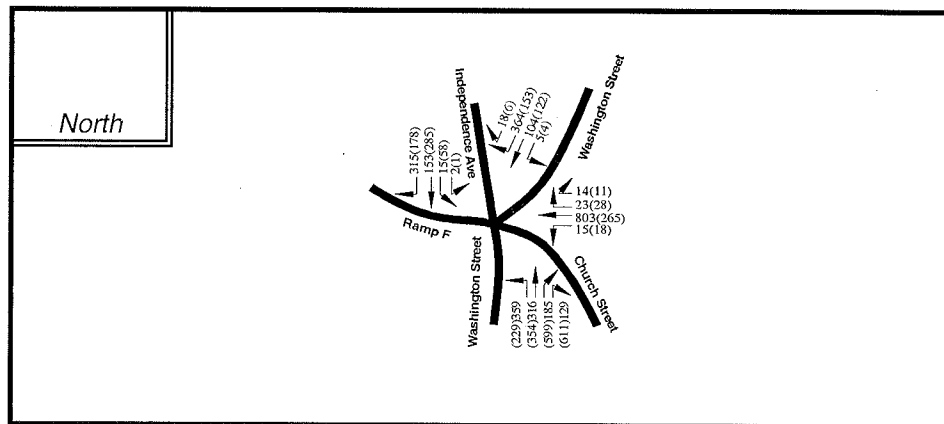 North
Independence Ave
18(6)
364(153)
104(122)
5(4)
Washington Street
315(178)
153(285)
15(58)
2(1)
14(11)
23(28)
803(265)
15(18)
Ramp F
Washington Street
Church Street
(229)359
(354)316
(599)185
(611)129